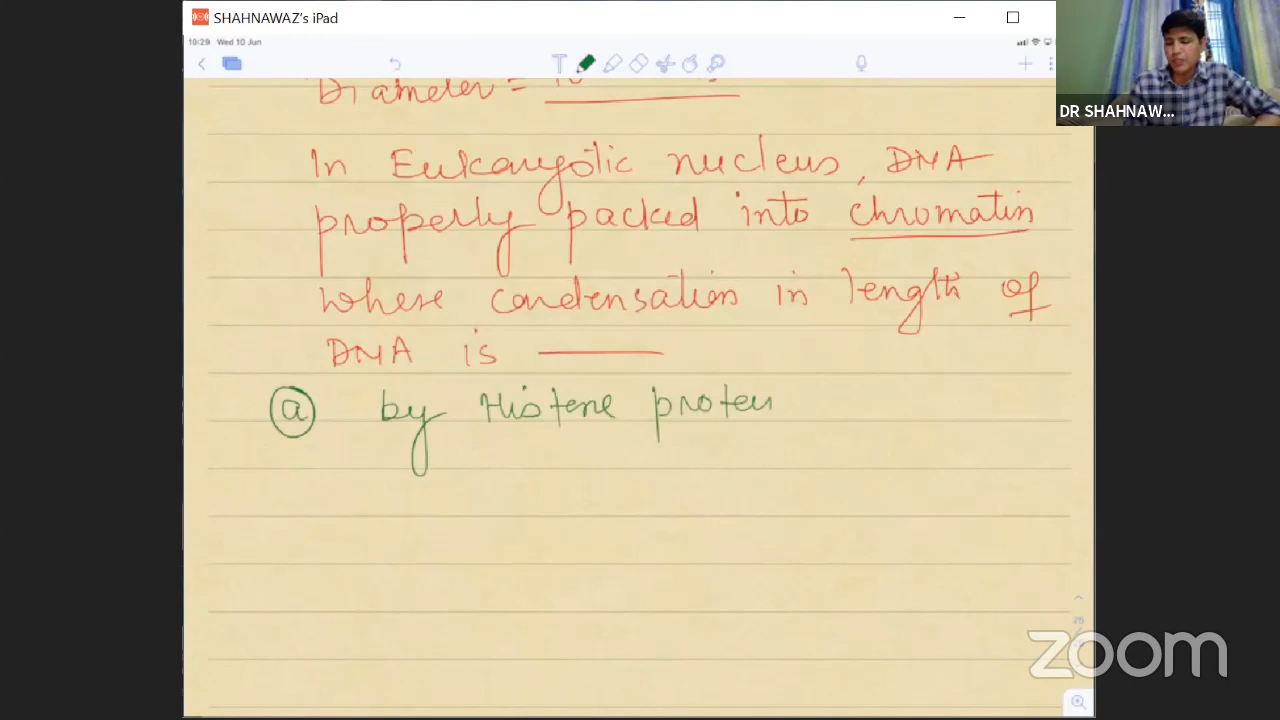 SHAHNAWAZ's iPad
10:29 Wed 10 Jun
DR SHAHNAW...
Diameter =
In Eukaryotic nucleus, DNA
properly packed into chromatin
where condensation in length of
DNA is
a by Histone protein
zoom